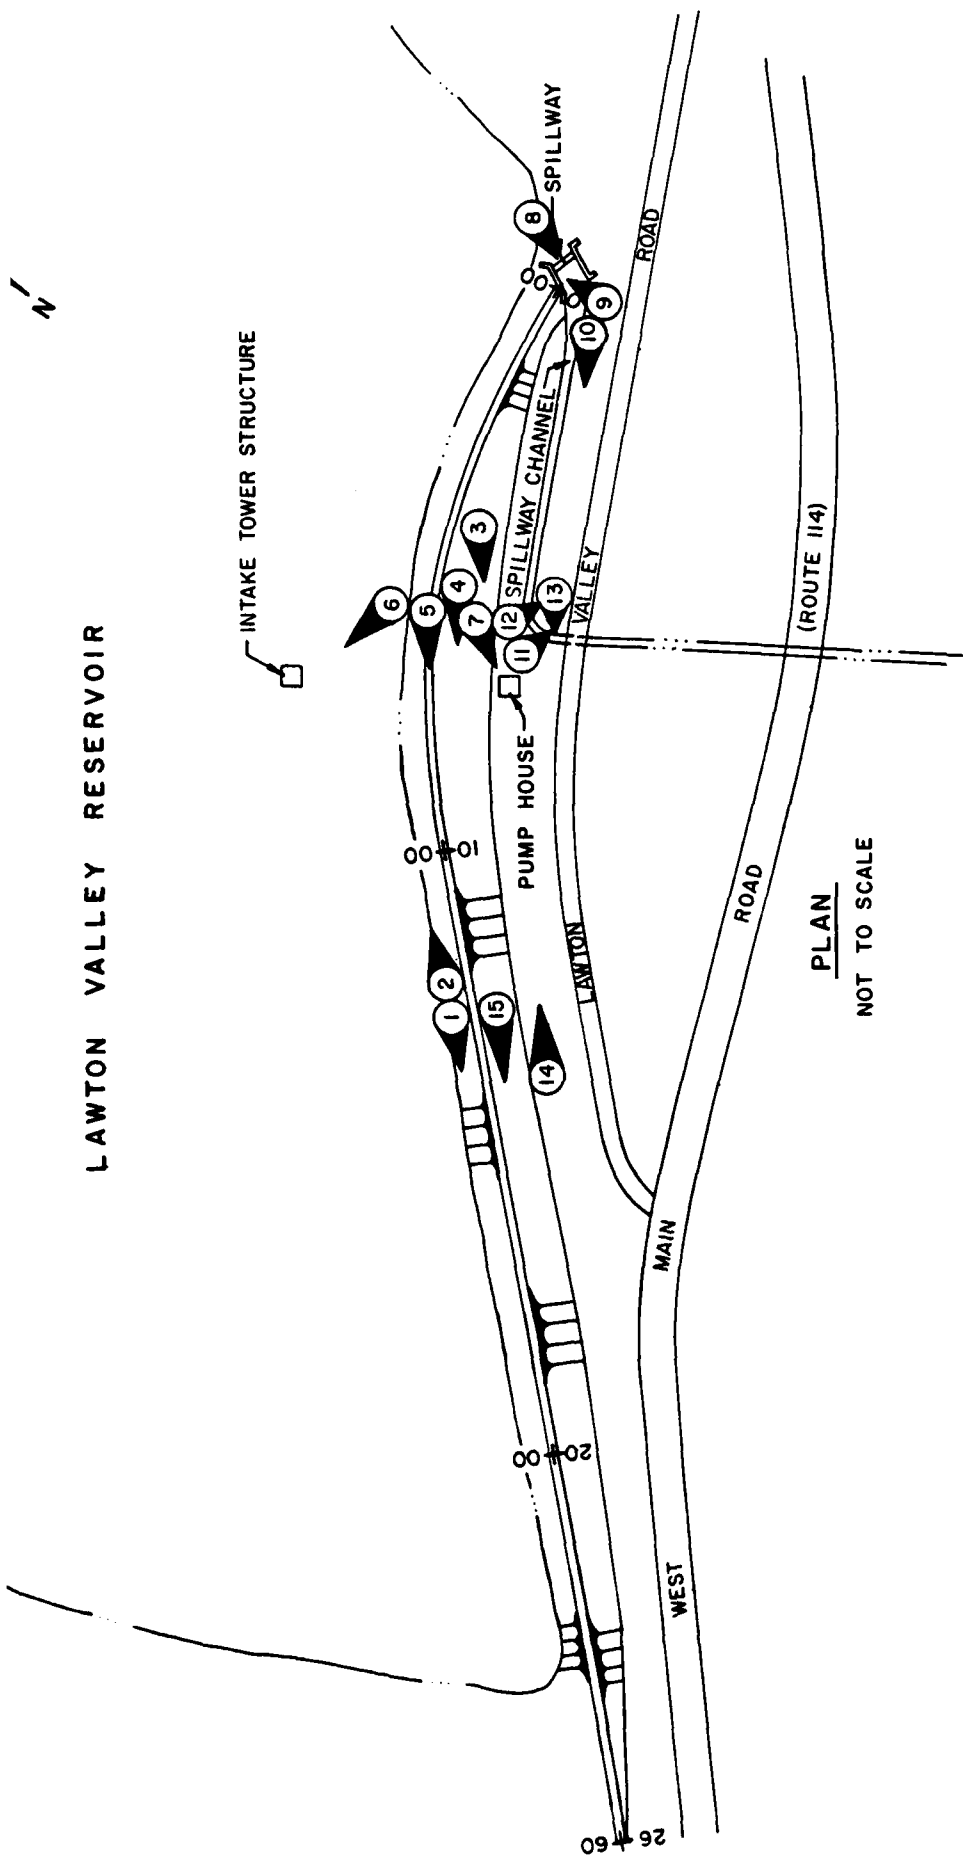 N
LAWTON VALLEY RESERVOIR
INTAKE TOWER STRUCTURE
SPILLWAY
8
9
10
6
5
4
3
7
12
11
13
SPILLWAY CHANNEL
PUMP HOUSE
0+00
10+00
20+00
26+60
1
2
15
14
LAWTON VALLEY ROAD
WEST MAIN ROAD
(ROUTE 114)
PLAN
NOT TO SCALE